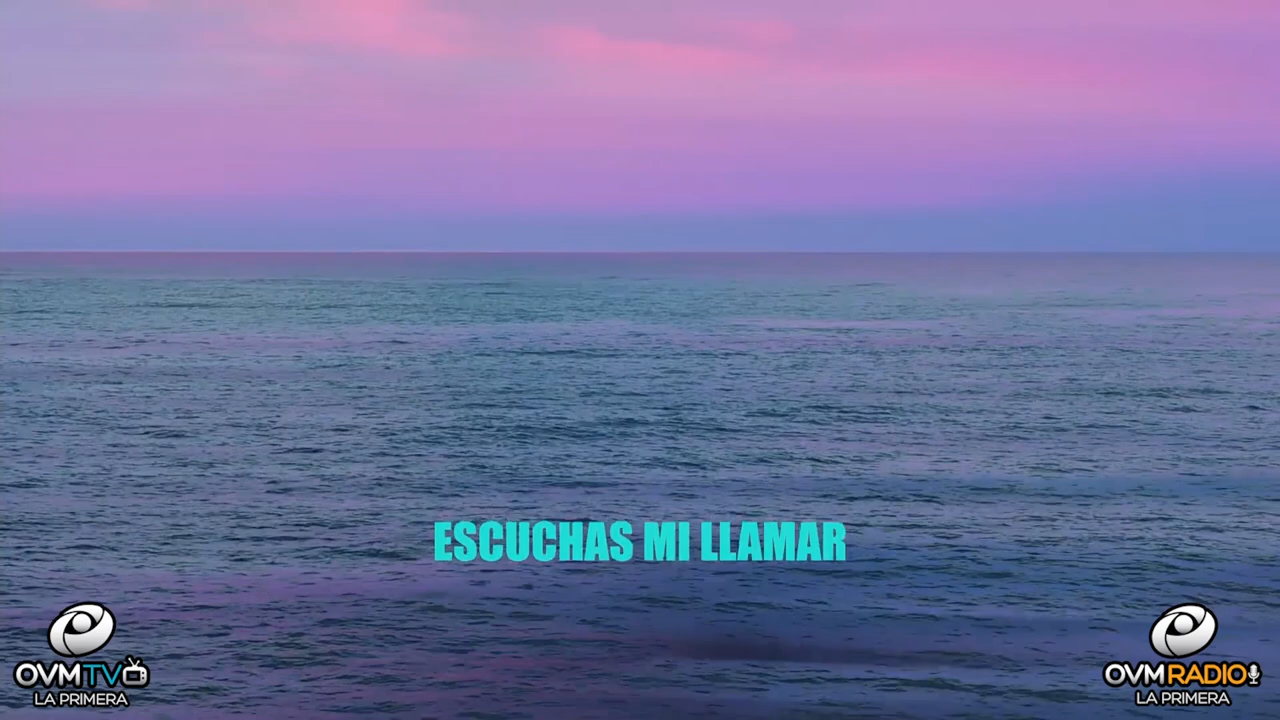 ESCUCHAS MI LLAMAR
OVMTV
LA PRIMERA
OVMRADIO
LA PRIMERA